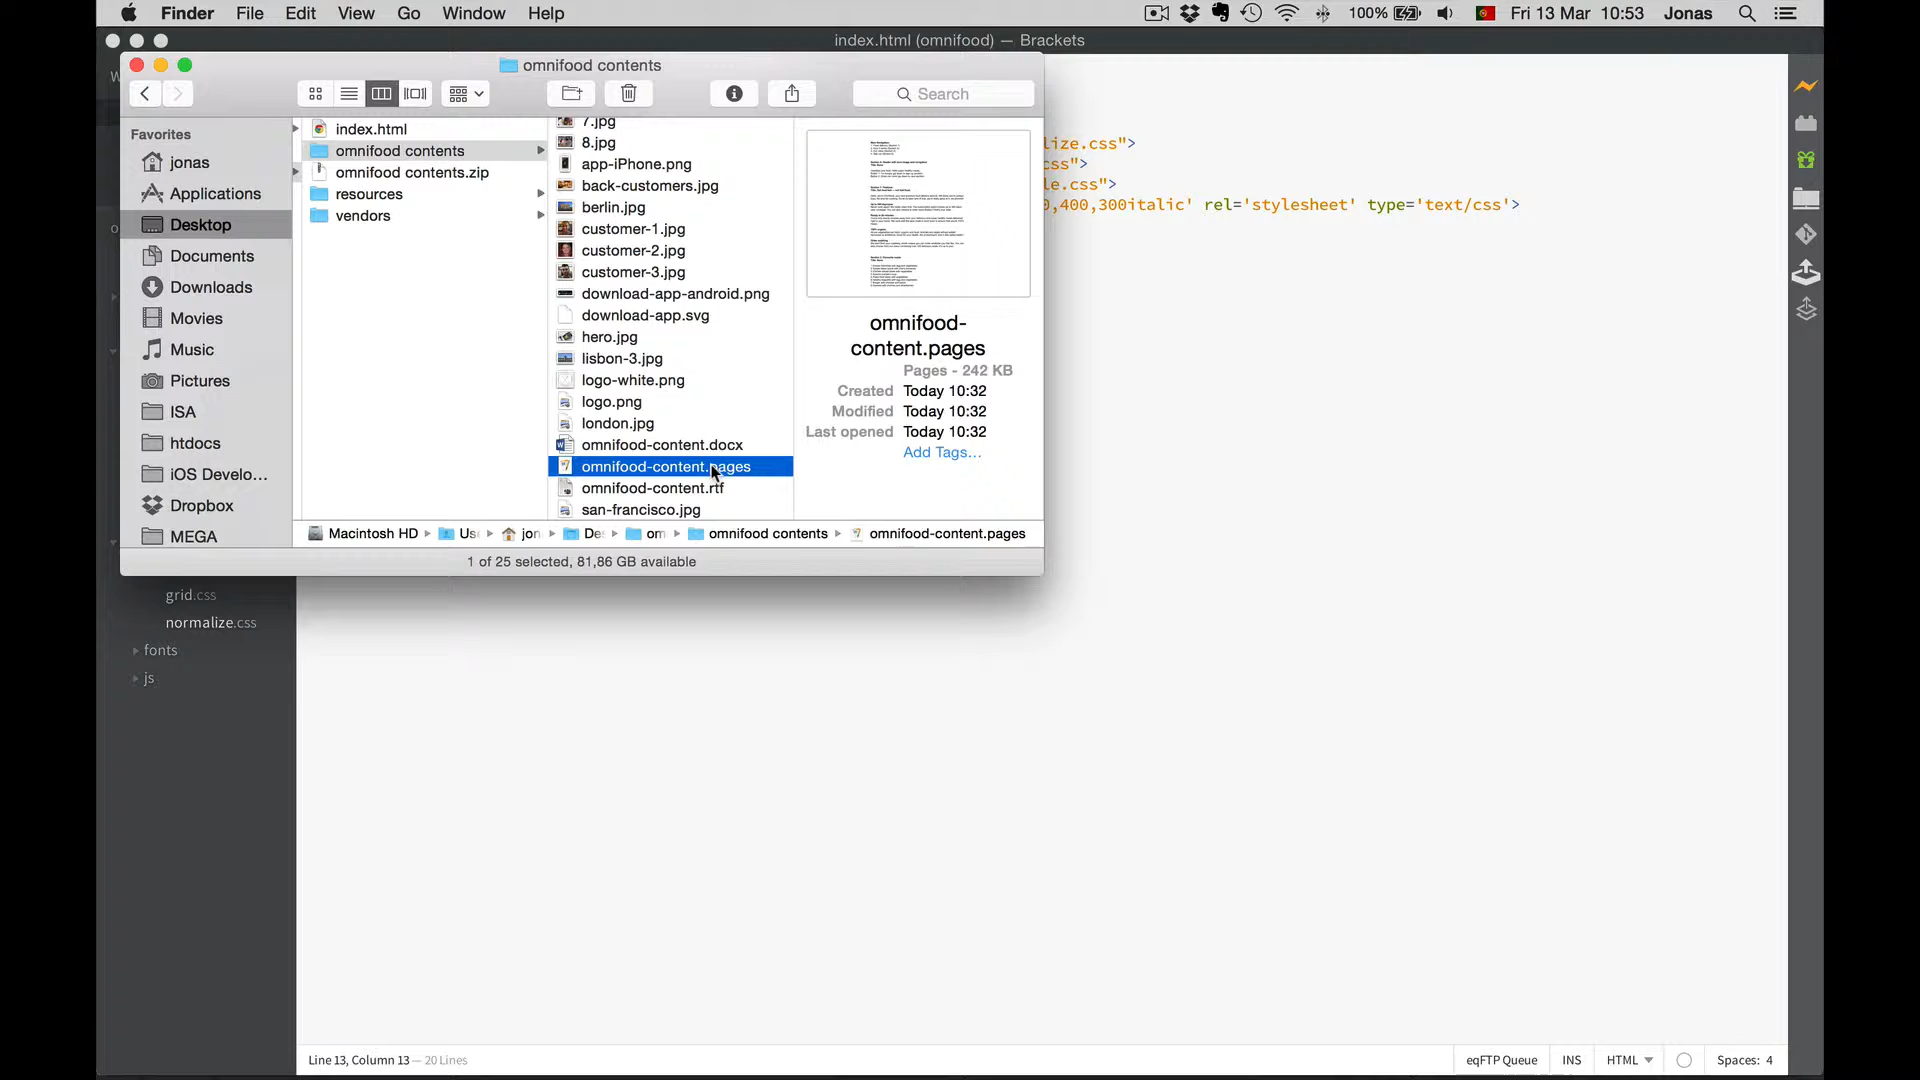 Finder File Edit View Go Window Help 100% Fri 13 Mar 10:53 Jonas
index.html (omnifood) — Brackets
omnifood contents
Search
Favorites
jonas
Applications
Desktop
Documents
Downloads
Movies
Music
Pictures
ISA
htdocs
iOS Develo...
Dropbox
MEGA
index.html
omnifood contents
omnifood contents.zip
resources
vendors
7.jpg
8.jpg
app-iPhone.png
back-customers.jpg
berlin.jpg
customer-1.jpg
customer-2.jpg
customer-3.jpg
download-app-android.png
download-app.svg
hero.jpg
lisbon-3.jpg
logo-white.png
logo.png
london.jpg
omnifood-content.docx
omnifood-content.pages
omnifood-content.rtf
san-francisco.jpg
omnifood-
content.pages
Pages - 242 KB
Created Today 10:32
Modified Today 10:32
Last opened Today 10:32
Add Tags...
Macintosh HD Us jon De om omnifood contents omnifood-content.pages
1 of 25 selected, 81,86 GB available
lize.css">
css">
le.css">
0,400,300italic' rel='stylesheet' type='text/css'>
grid.css
normalize.css
fonts
js
Line 13, Column 13 — 20 Lines
eqFTP Queue INS HTML Spaces: 4